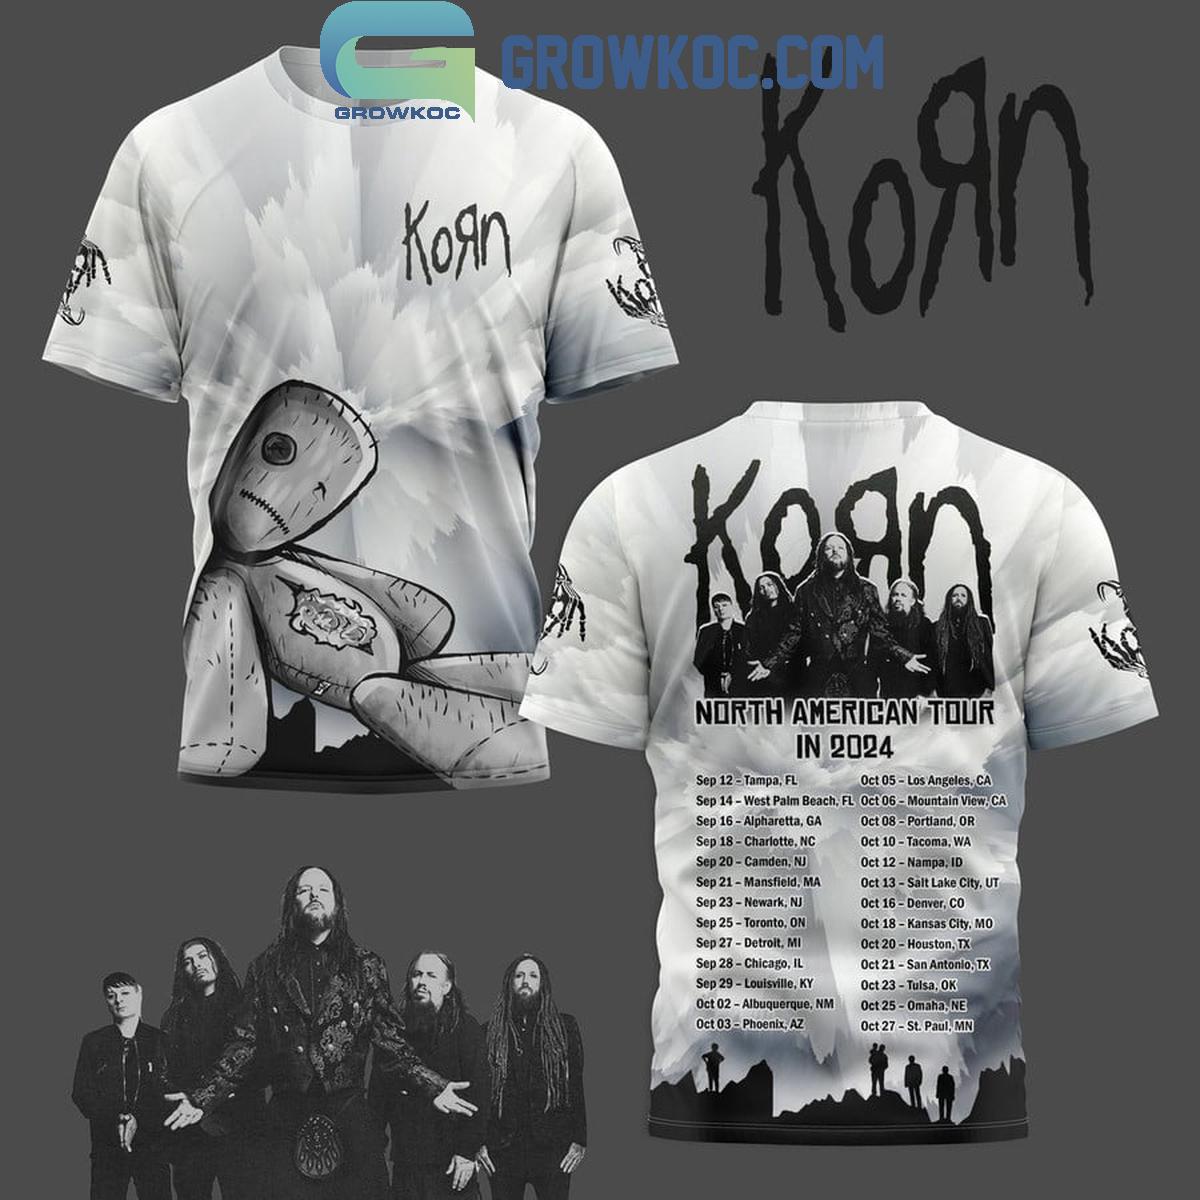 GROWKOC
GROWKOC.COM
KoЯn
KoЯn
KoЯn
NORTH AMERICAN TOUR
IN 2024
Sep 12 – Tampa, FL
Sep 14 – West Palm Beach, FL
Sep 16 – Alpharetta, GA
Sep 18 – Charlotte, NC
Sep 20 – Camden, NJ
Sep 21 – Mansfield, MA
Sep 23 – Newark, NJ
Sep 25 – Toronto, ON
Sep 27 – Detroit, MI
Sep 28 – Chicago, IL
Sep 29 – Louisville, KY
Oct 02 – Albuquerque, NM
Oct 03 – Phoenix, AZ
Oct 05 – Los Angeles, CA
Oct 06 – Mountain View, CA
Oct 08 – Portland, OR
Oct 10 – Tacoma, WA
Oct 12 – Nampa, ID
Oct 13 – Salt Lake City, UT
Oct 16 – Denver, CO
Oct 18 – Kansas City, MO
Oct 20 – Houston, TX
Oct 21 – San Antonio, TX
Oct 23 – Tulsa, OK
Oct 25 – Omaha, NE
Oct 27 – St. Paul, MN